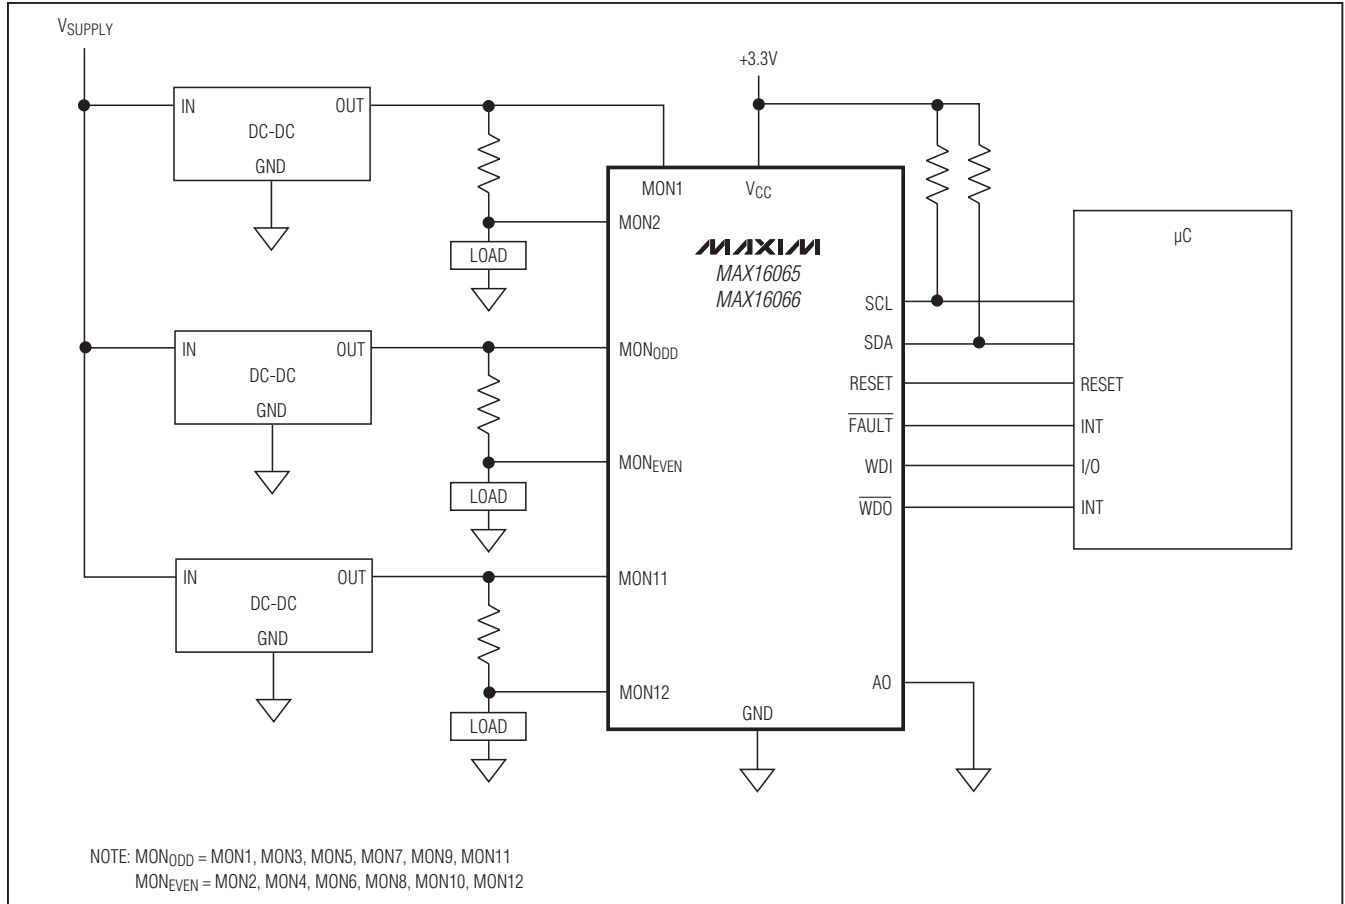 VSUPPLY
+3.3V
IN
OUT
DC-DC
GND
MON1
VCC
MON2
LOAD
MAXIM
MAX16065
MAX16066
µC
SCL
SDA
RESET
RESET
FAULT
INT
WDI
I/O
WDO
INT
IN
OUT
DC-DC
GND
MONODD
MONEVEN
LOAD
IN
OUT
DC-DC
GND
MON11
MON12
LOAD
A0
GND
NOTE: MONODD = MON1, MON3, MON5, MON7, MON9, MON11
MONEVEN = MON2, MON4, MON6, MON8, MON10, MON12